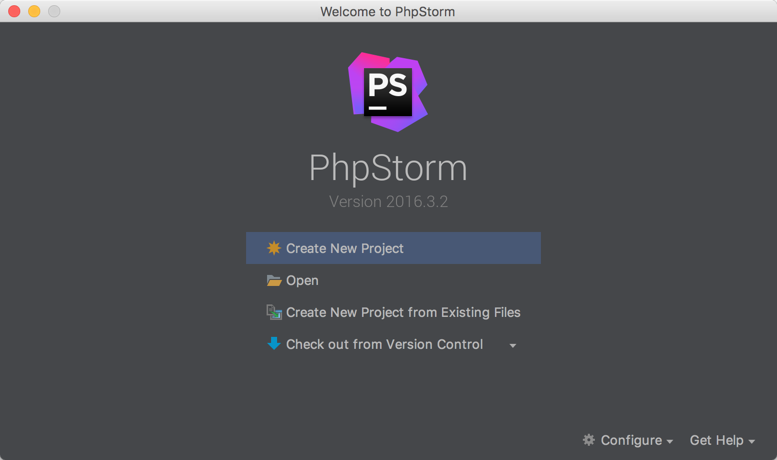 Welcome to PhpStorm
PS
PhpStorm
Version 2016.3.2
Create New Project
Open
Create New Project from Existing Files
Check out from Version Control
Configure Get Help